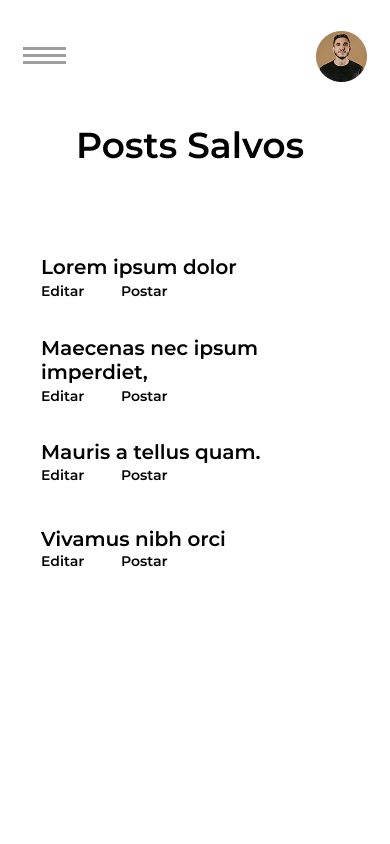 Posts Salvos
Lorem ipsum dolor
Editar Postar
Maecenas nec ipsum
imperdiet,
Editar Postar
Mauris a tellus quam.
Editar Postar
Vivamus nibh orci
Editar Postar